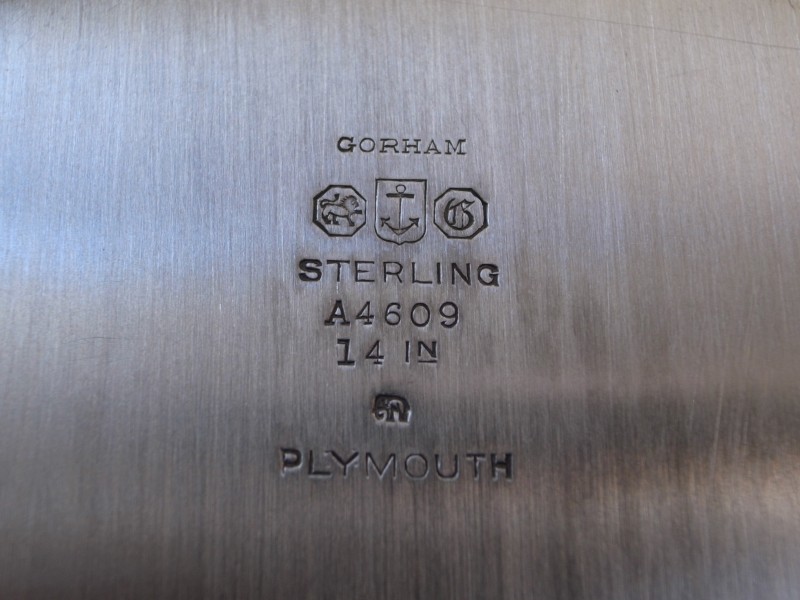 GORHAM
G
STERLING
A4609
14 IN
PLYMOUTH